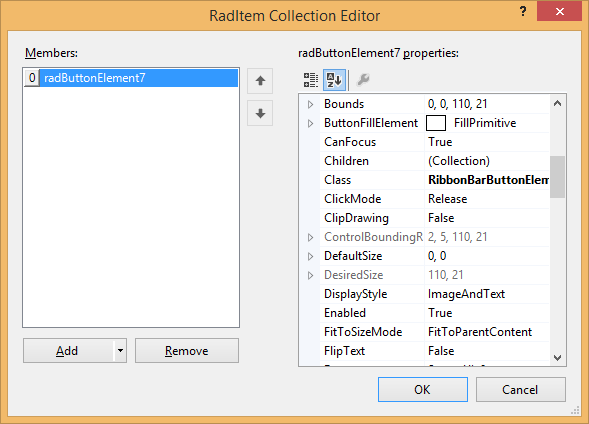 RadItem Collection Editor
?
Members:
0 radButtonElement7
Add
Remove
radButtonElement7 properties:
Bounds 0, 0, 110, 21
ButtonFillElement FillPrimitive
CanFocus True
Children (Collection)
Class RibbonBarButtonElem
ClickMode Release
ClipDrawing False
ControlBoundingR 2, 5, 110, 21
DefaultSize 0, 0
DesiredSize 110, 21
DisplayStyle ImageAndText
Enabled True
FitToSizeMode FitToParentContent
FlipText False
OK
Cancel